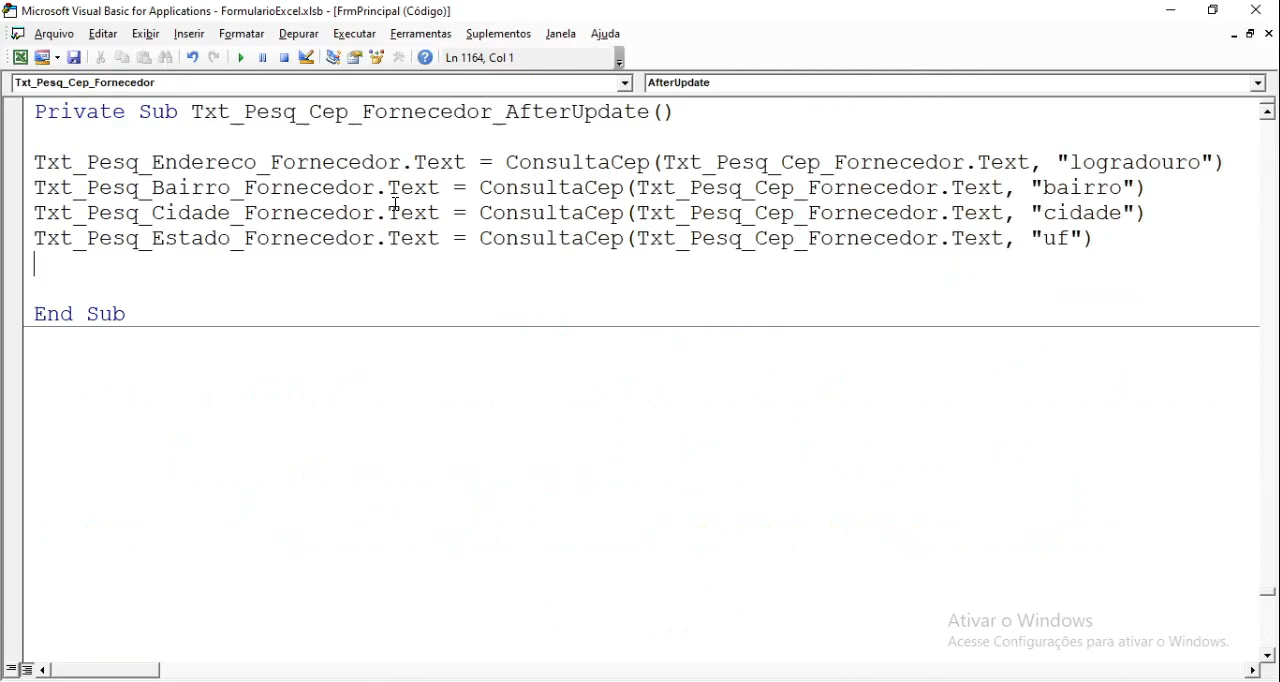 Microsoft Visual Basic for Applications - FormularioExcel.xlsb - [FrmPrincipal (Código)]
Arquivo Editar Exibir Inserir Formatar Depurar Executar Ferramentas Suplementos Janela Ajuda
Ln 1164, Col 1
Txt_Pesq_Cep_Fornecedor AfterUpdate
Private Sub Txt_Pesq_Cep_Fornecedor_AfterUpdate()
Txt_Pesq_Endereco_Fornecedor.Text = ConsultaCep(Txt_Pesq_Cep_Fornecedor.Text, "logradouro")
Txt_Pesq_Bairro_Fornecedor.Text = ConsultaCep(Txt_Pesq_Cep_Fornecedor.Text, "bairro")
Txt_Pesq_Cidade_Fornecedor.Text = ConsultaCep(Txt_Pesq_Cep_Fornecedor.Text, "cidade")
Txt_Pesq_Estado_Fornecedor.Text = ConsultaCep(Txt_Pesq_Cep_Fornecedor.Text, "uf")
End Sub
Ativar o Windows
Acesse Configurações para ativar o Windows.